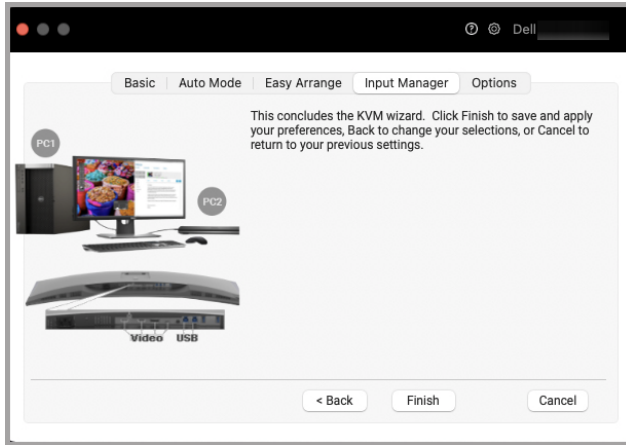 Dell
Basic Auto Mode Easy Arrange Input Manager Options
This concludes the KVM wizard. Click Finish to save and apply
your preferences, Back to change your selections, or Cancel to
return to your previous settings.
PC1
PC2
Video USB
< Back Finish Cancel